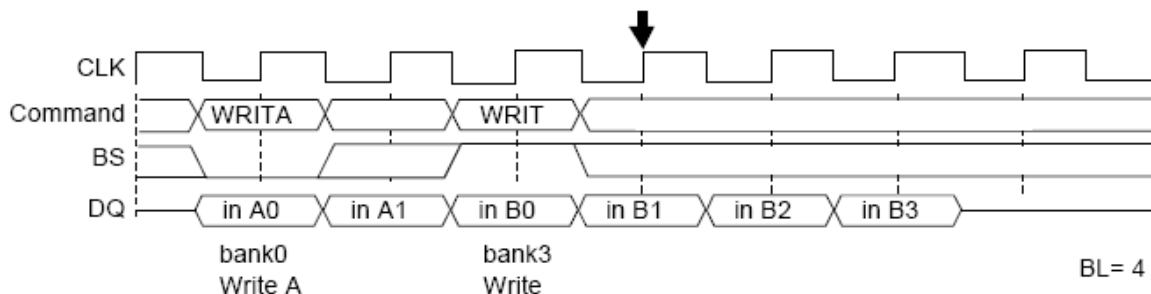 CLK
Command WRITA WRIT
BS
DQ in A0 in A1 in B0 in B1 in B2 in B3
bank0 bank3
Write A Write BL= 4